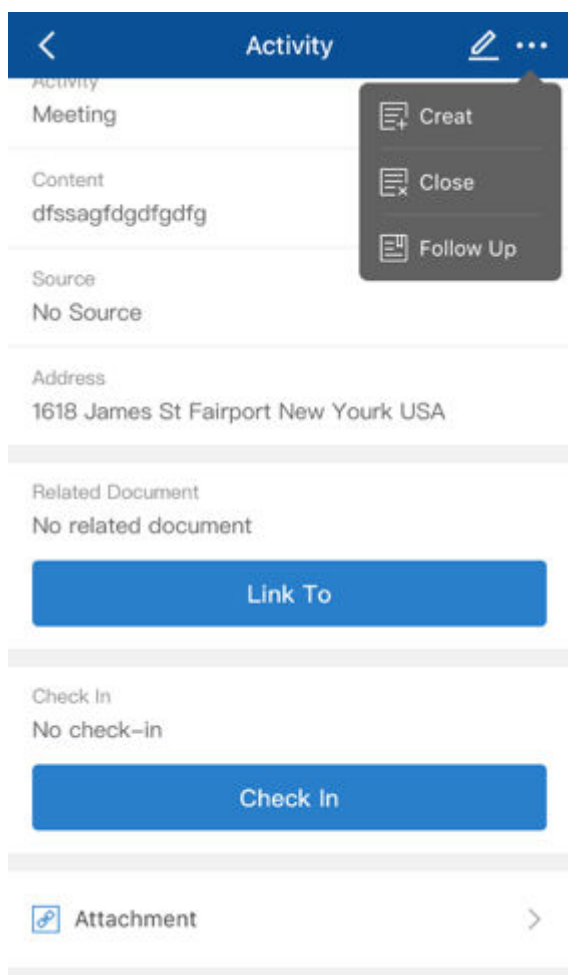 Activity
Activity
Meeting
Creat
Content
Close
dfssagfdgdfgdfg
Follow Up
Source
No Source
Address
1618 James St Fairport New Yourk USA
Related Document
No related document
Link To
Check In
No check-in
Check In
Attachment